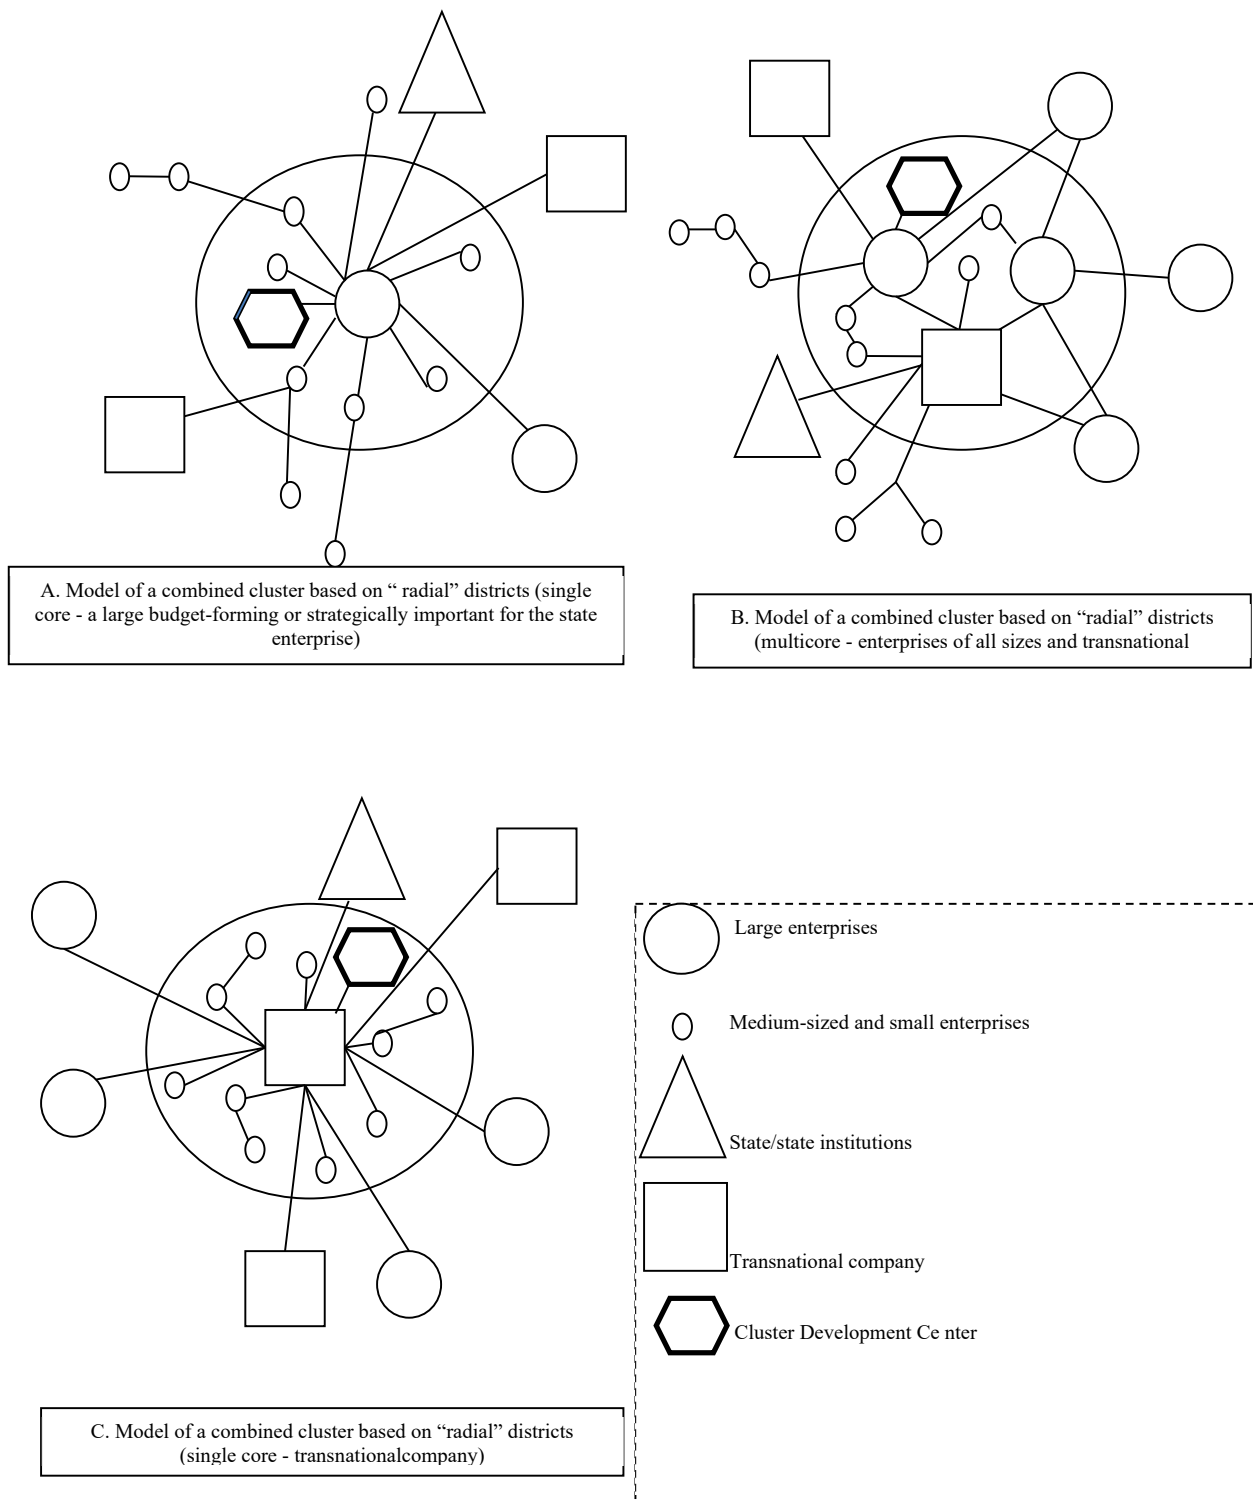 A. Model of a combined cluster based on “ radial” districts (single
core - a large budget-forming or strategically important for the state
enterprise)
B. Model of a combined cluster based on “radial” districts
(multicore - enterprises of all sizes and transnational
Large enterprises
Medium-sized and small enterprises
State/state institutions
Transnational company
Cluster Development Ce nter
C. Model of a combined cluster based on “radial” districts
(single core - transnationalcompany)